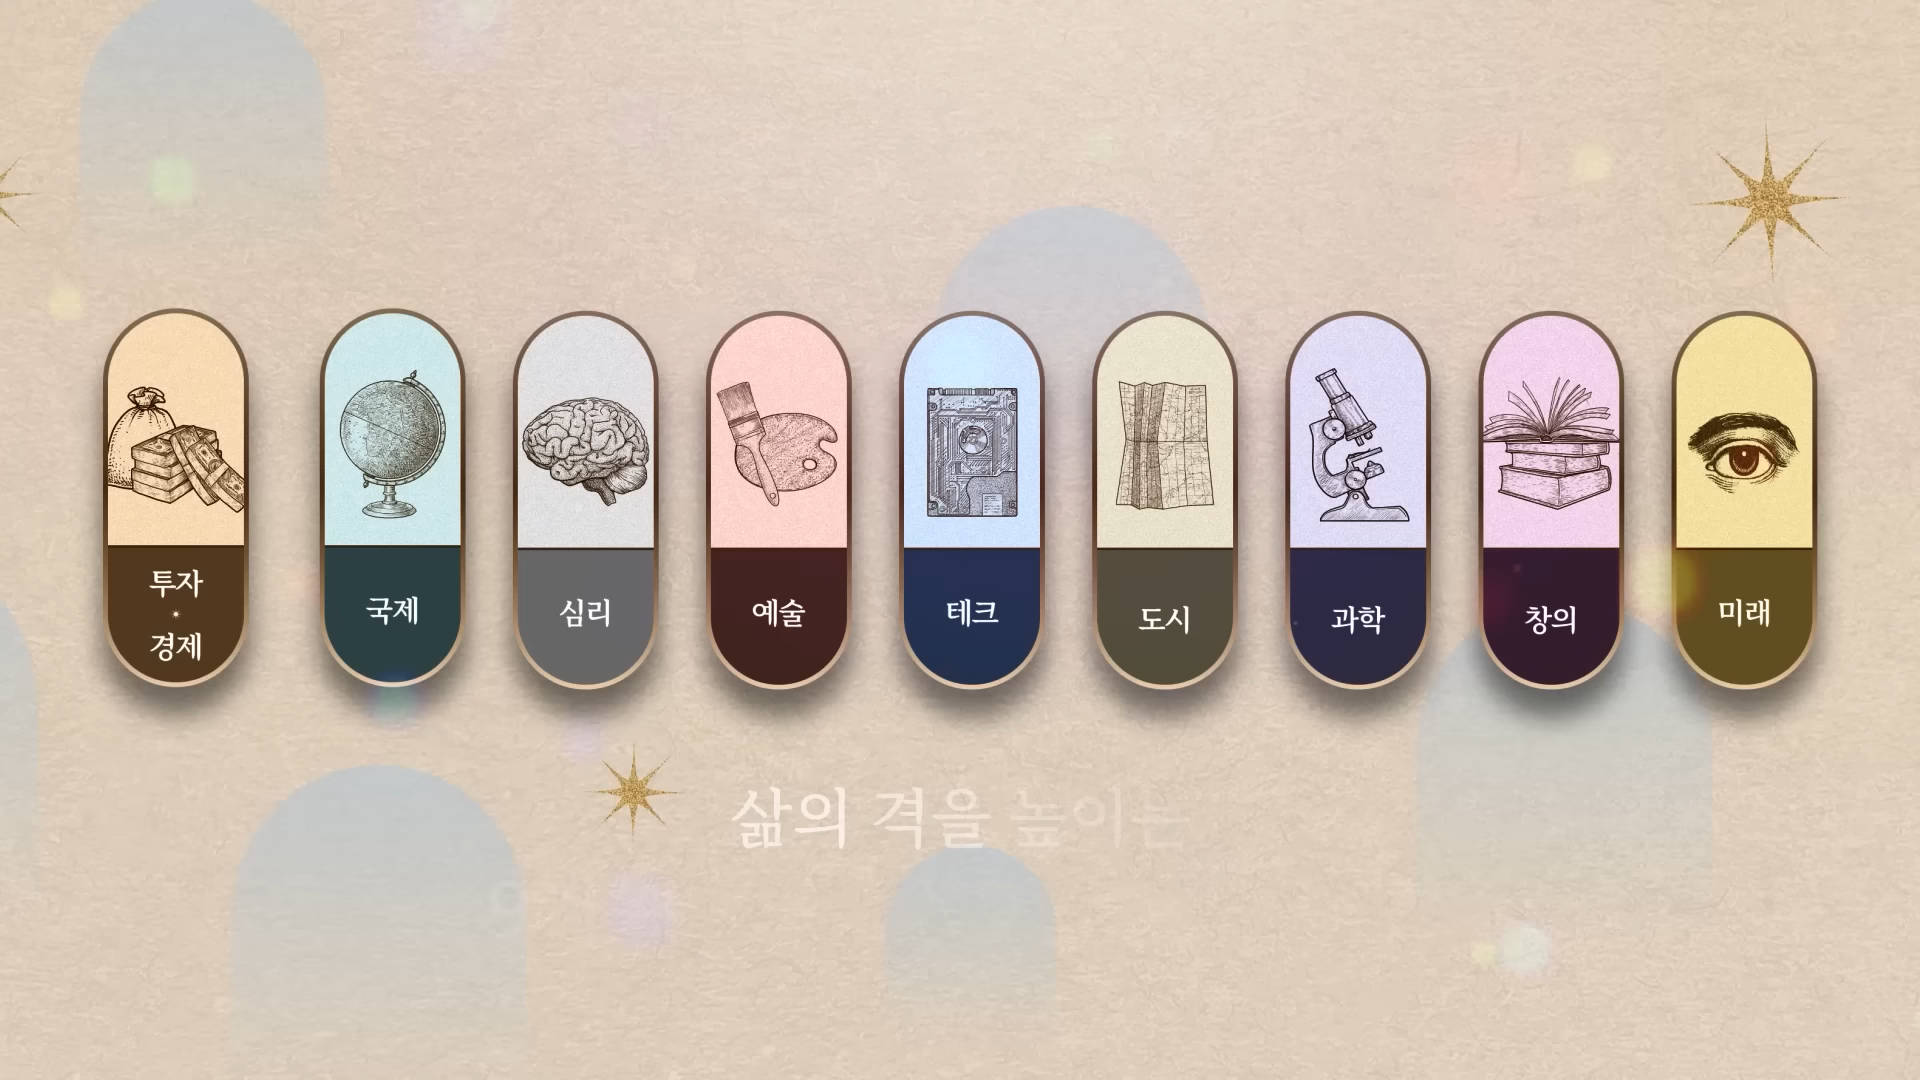 투자
·
경제
국제
심리
예술
테크
도시
과학
창의
미래
삶의 격을 높이는